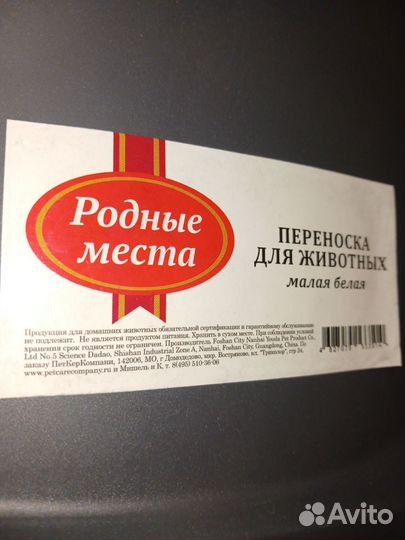 Родные
места
ПЕРЕНОСКА
ДЛЯ ЖИВОТНЫХ
малая белая
Продукция для домашних животных обязательной сертификации и гарантийному обслуживанию
не подлежит. Не является продуктом питания. Хранить в сухом месте. При соблюдении условий
хранения срок годности не ограничен. Производитель. Foshan City Nanhai Youda Pet Product Co.,
Ltd No.5 Science Dadao, Shishan Industrial Zone A, Nanhai, Foshan City, Guangdong, China. По
заказу ПетКерКомпани, 142006, МО, г Домодедово, мкр. Востряково, вл. "Триколор", стр 24,
www.petcarecompany.ru и Мишель и К, т. 8(495) 510-36-06
Avito